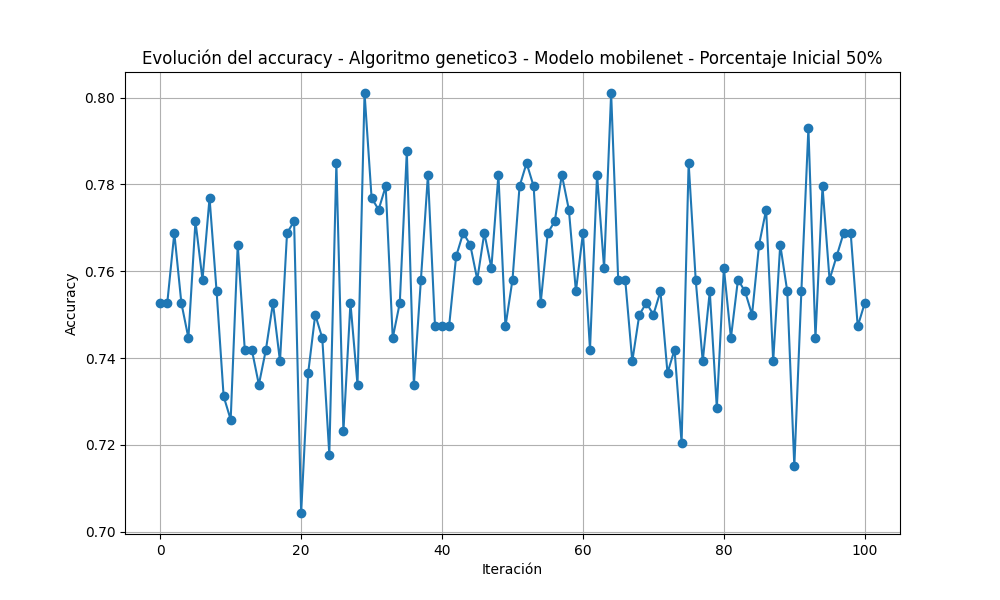 Evolución del accuracy - Algoritmo genetico3 - Modelo mobilenet - Porcentaje Inicial 50%
Accuracy
0.80
0.78
0.76
0.74
0.72
0.70
0 20 40 60 80 100
Iteración